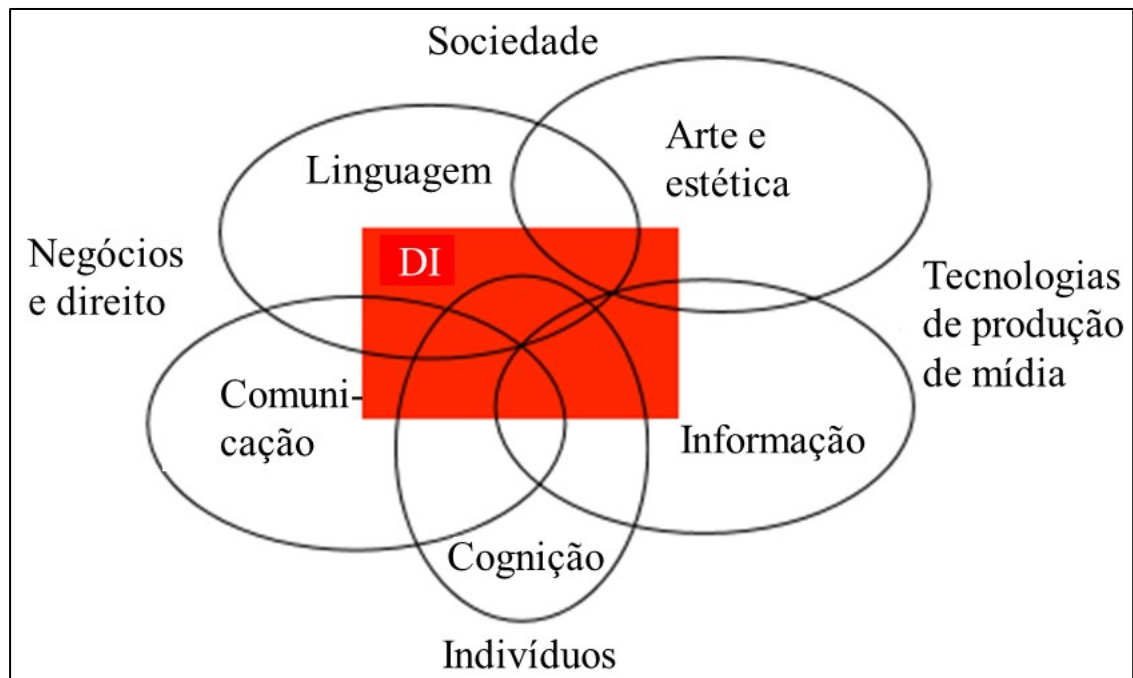 Sociedade
Arte e
estética
Linguagem
Negócios
e direito
DI
Tecnologias
de produção
de mídia
Comuni-
cação
Informação
Cognição
Indivíduos